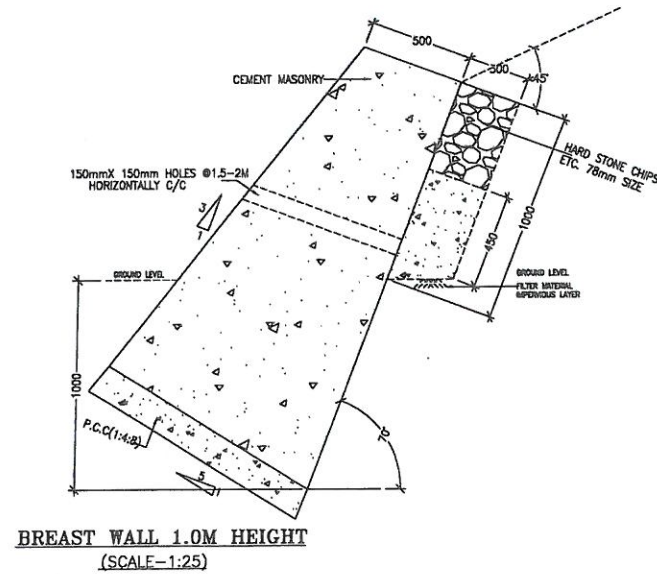 500
300
45°
CEMENT MASONRY
HARD STONE CHIPS
ETC. 78mm SIZE
150mmX 150mm HOLES @1.5-2M
HORIZONTALLY C/C
3
1
1000
450
GROUND LEVEL
GROUND LEVEL
FILTER MATERIAL
IMPERVIOUS LAYER
1000
P.C.C(1:4:8)
70°
5
1
BREAST WALL 1.0M HEIGHT
(SCALE-1:25)